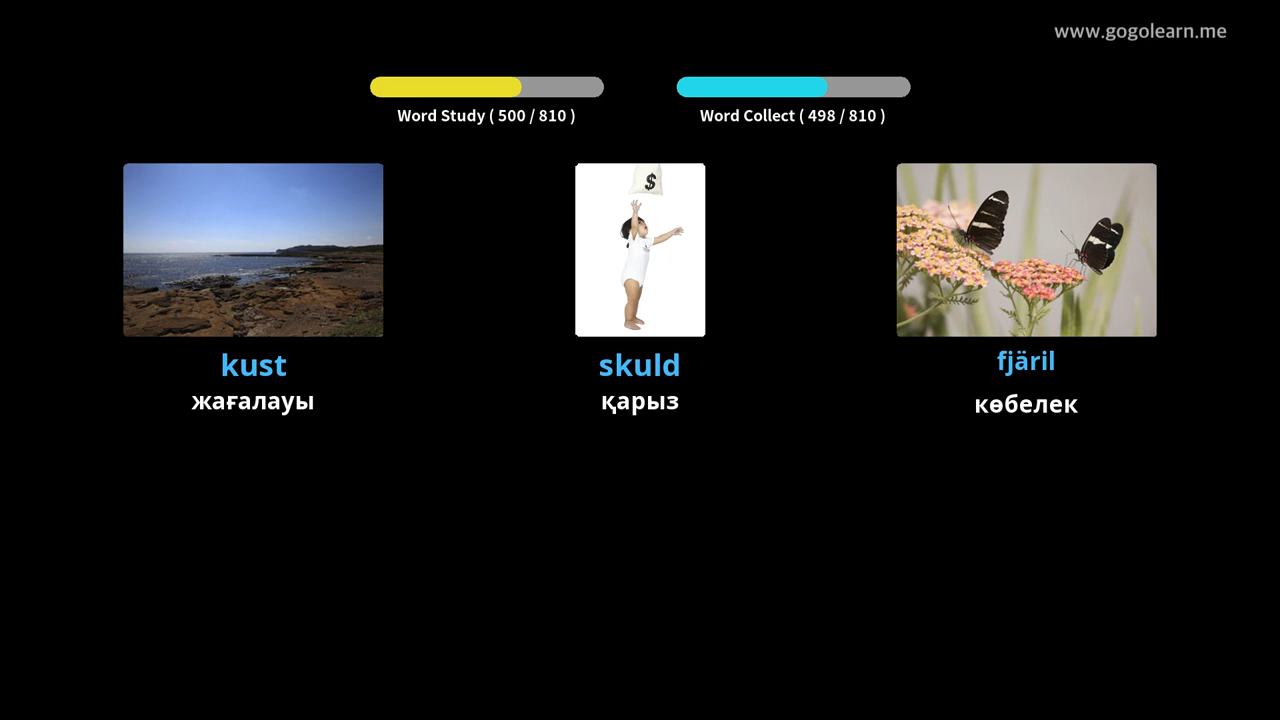 www.gogolearn.me
Word Study ( 500 / 810 )
Word Collect ( 498 / 810 )
$
kust
skuld
fjäril
жағалауы
қарыз
көбелек